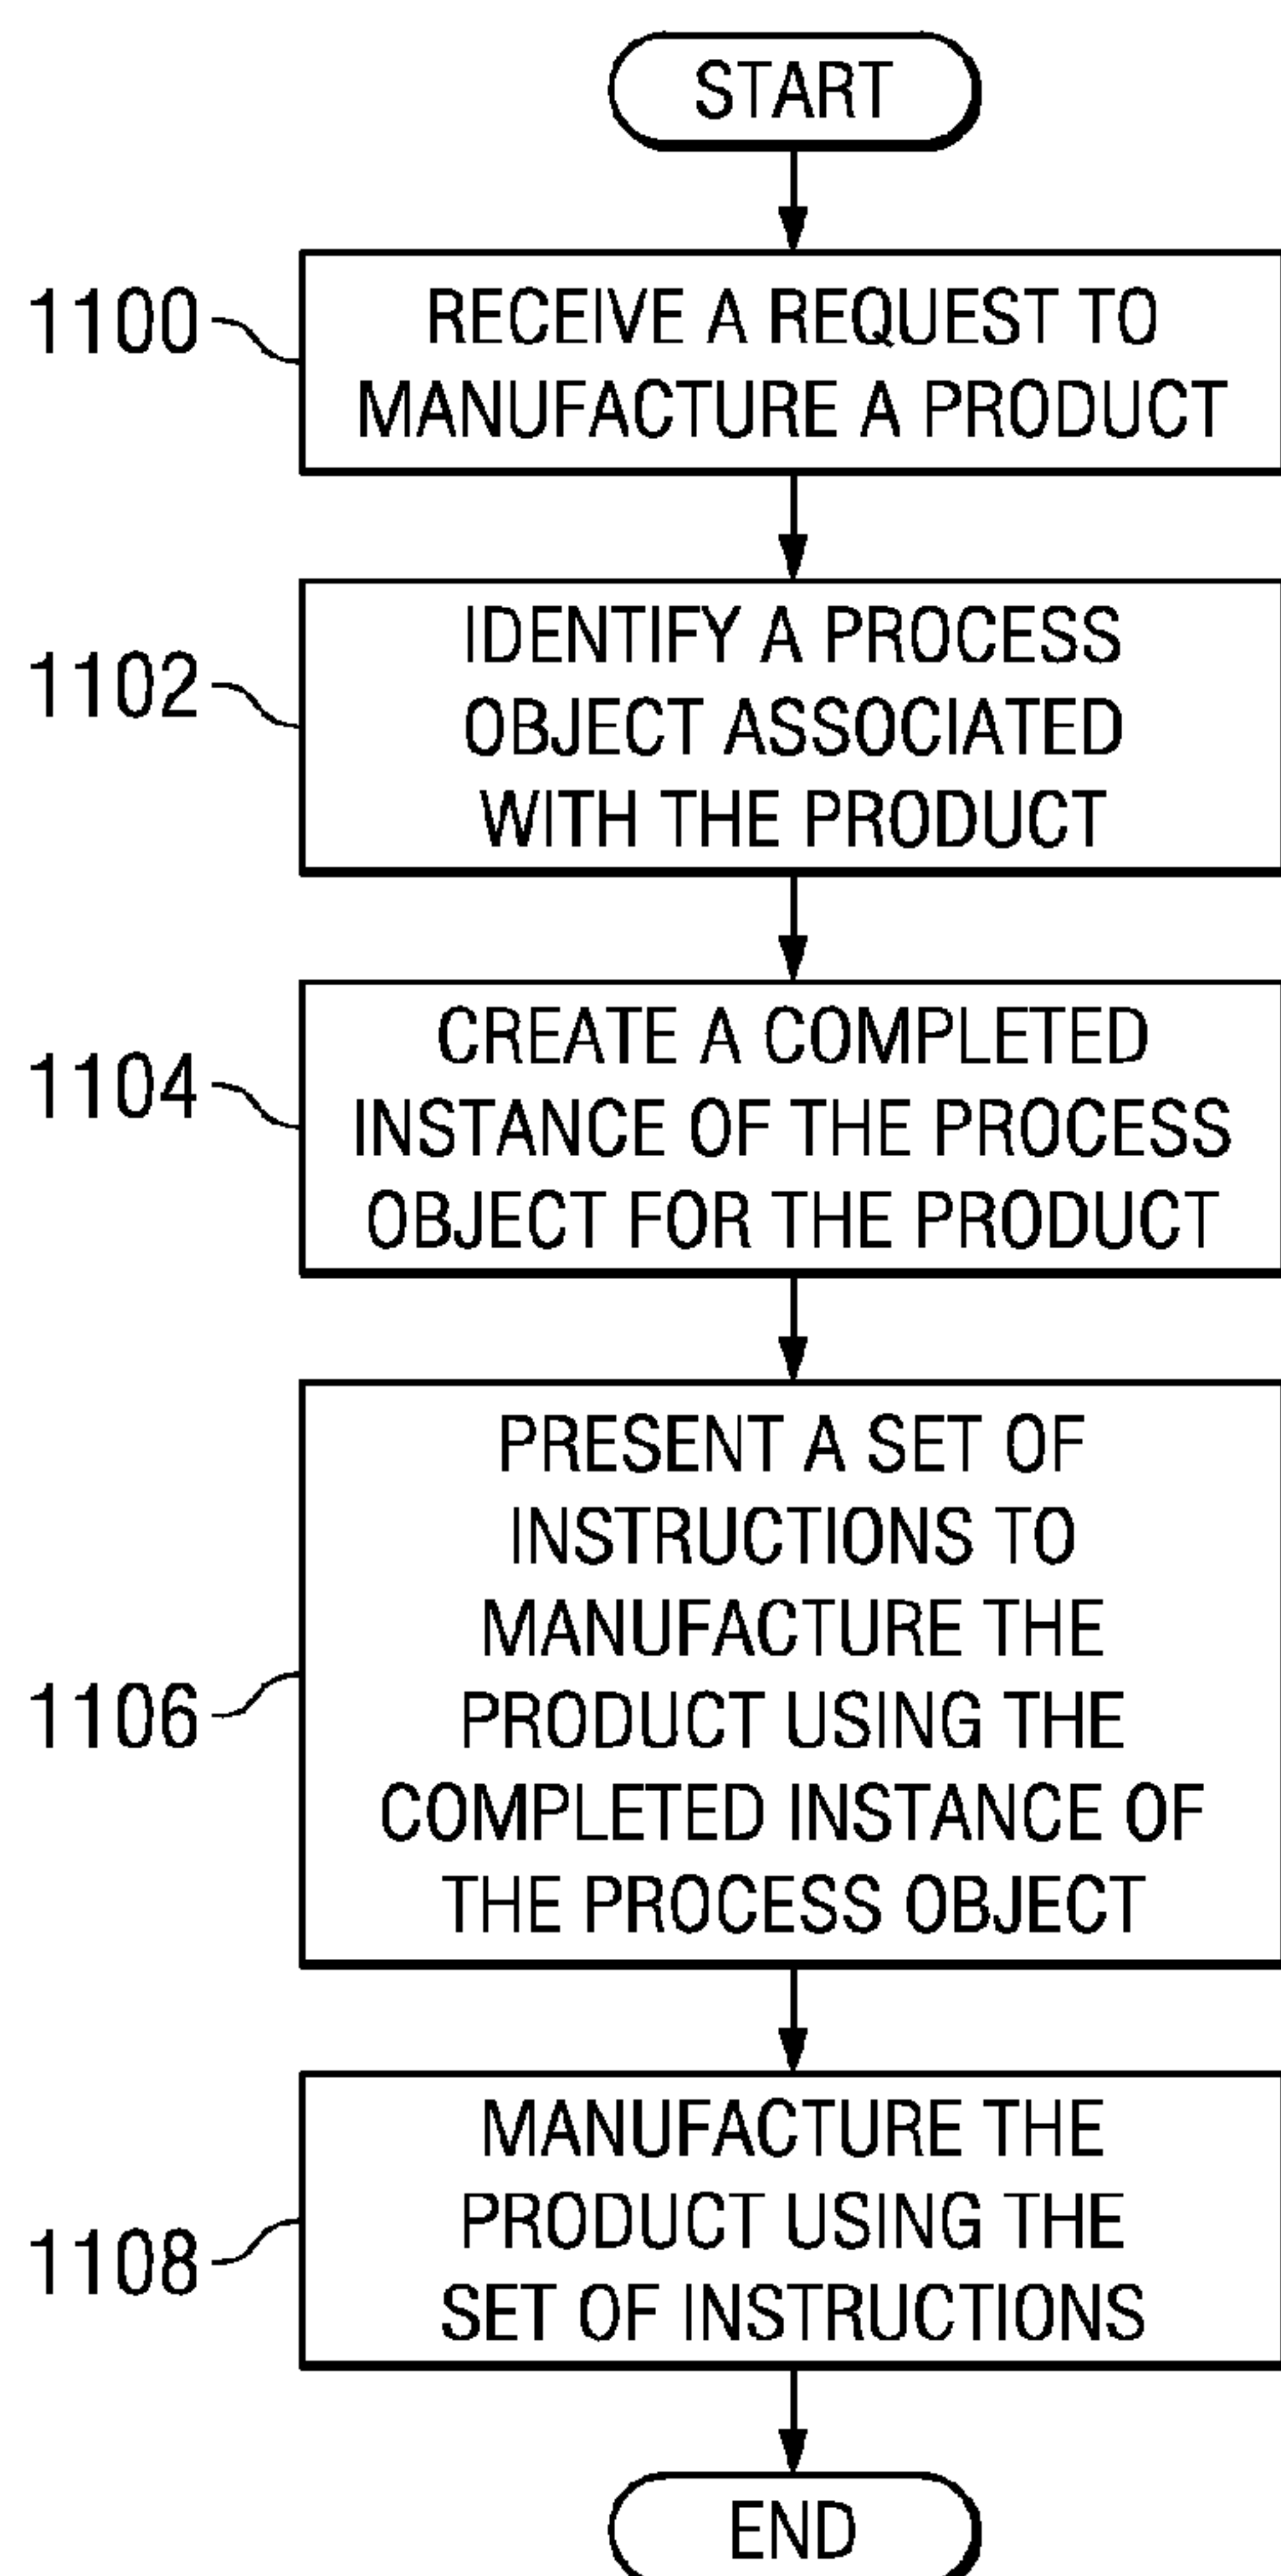 START
1100
RECEIVE A REQUEST TO
MANUFACTURE A PRODUCT
1102
IDENTIFY A PROCESS
OBJECT ASSOCIATED
WITH THE PRODUCT
1104
CREATE A COMPLETED
INSTANCE OF THE PROCESS
OBJECT FOR THE PRODUCT
1106
PRESENT A SET OF
INSTRUCTIONS TO
MANUFACTURE THE
PRODUCT USING THE
COMPLETED INSTANCE OF
THE PROCESS OBJECT
1108
MANUFACTURE THE
PRODUCT USING THE
SET OF INSTRUCTIONS
END